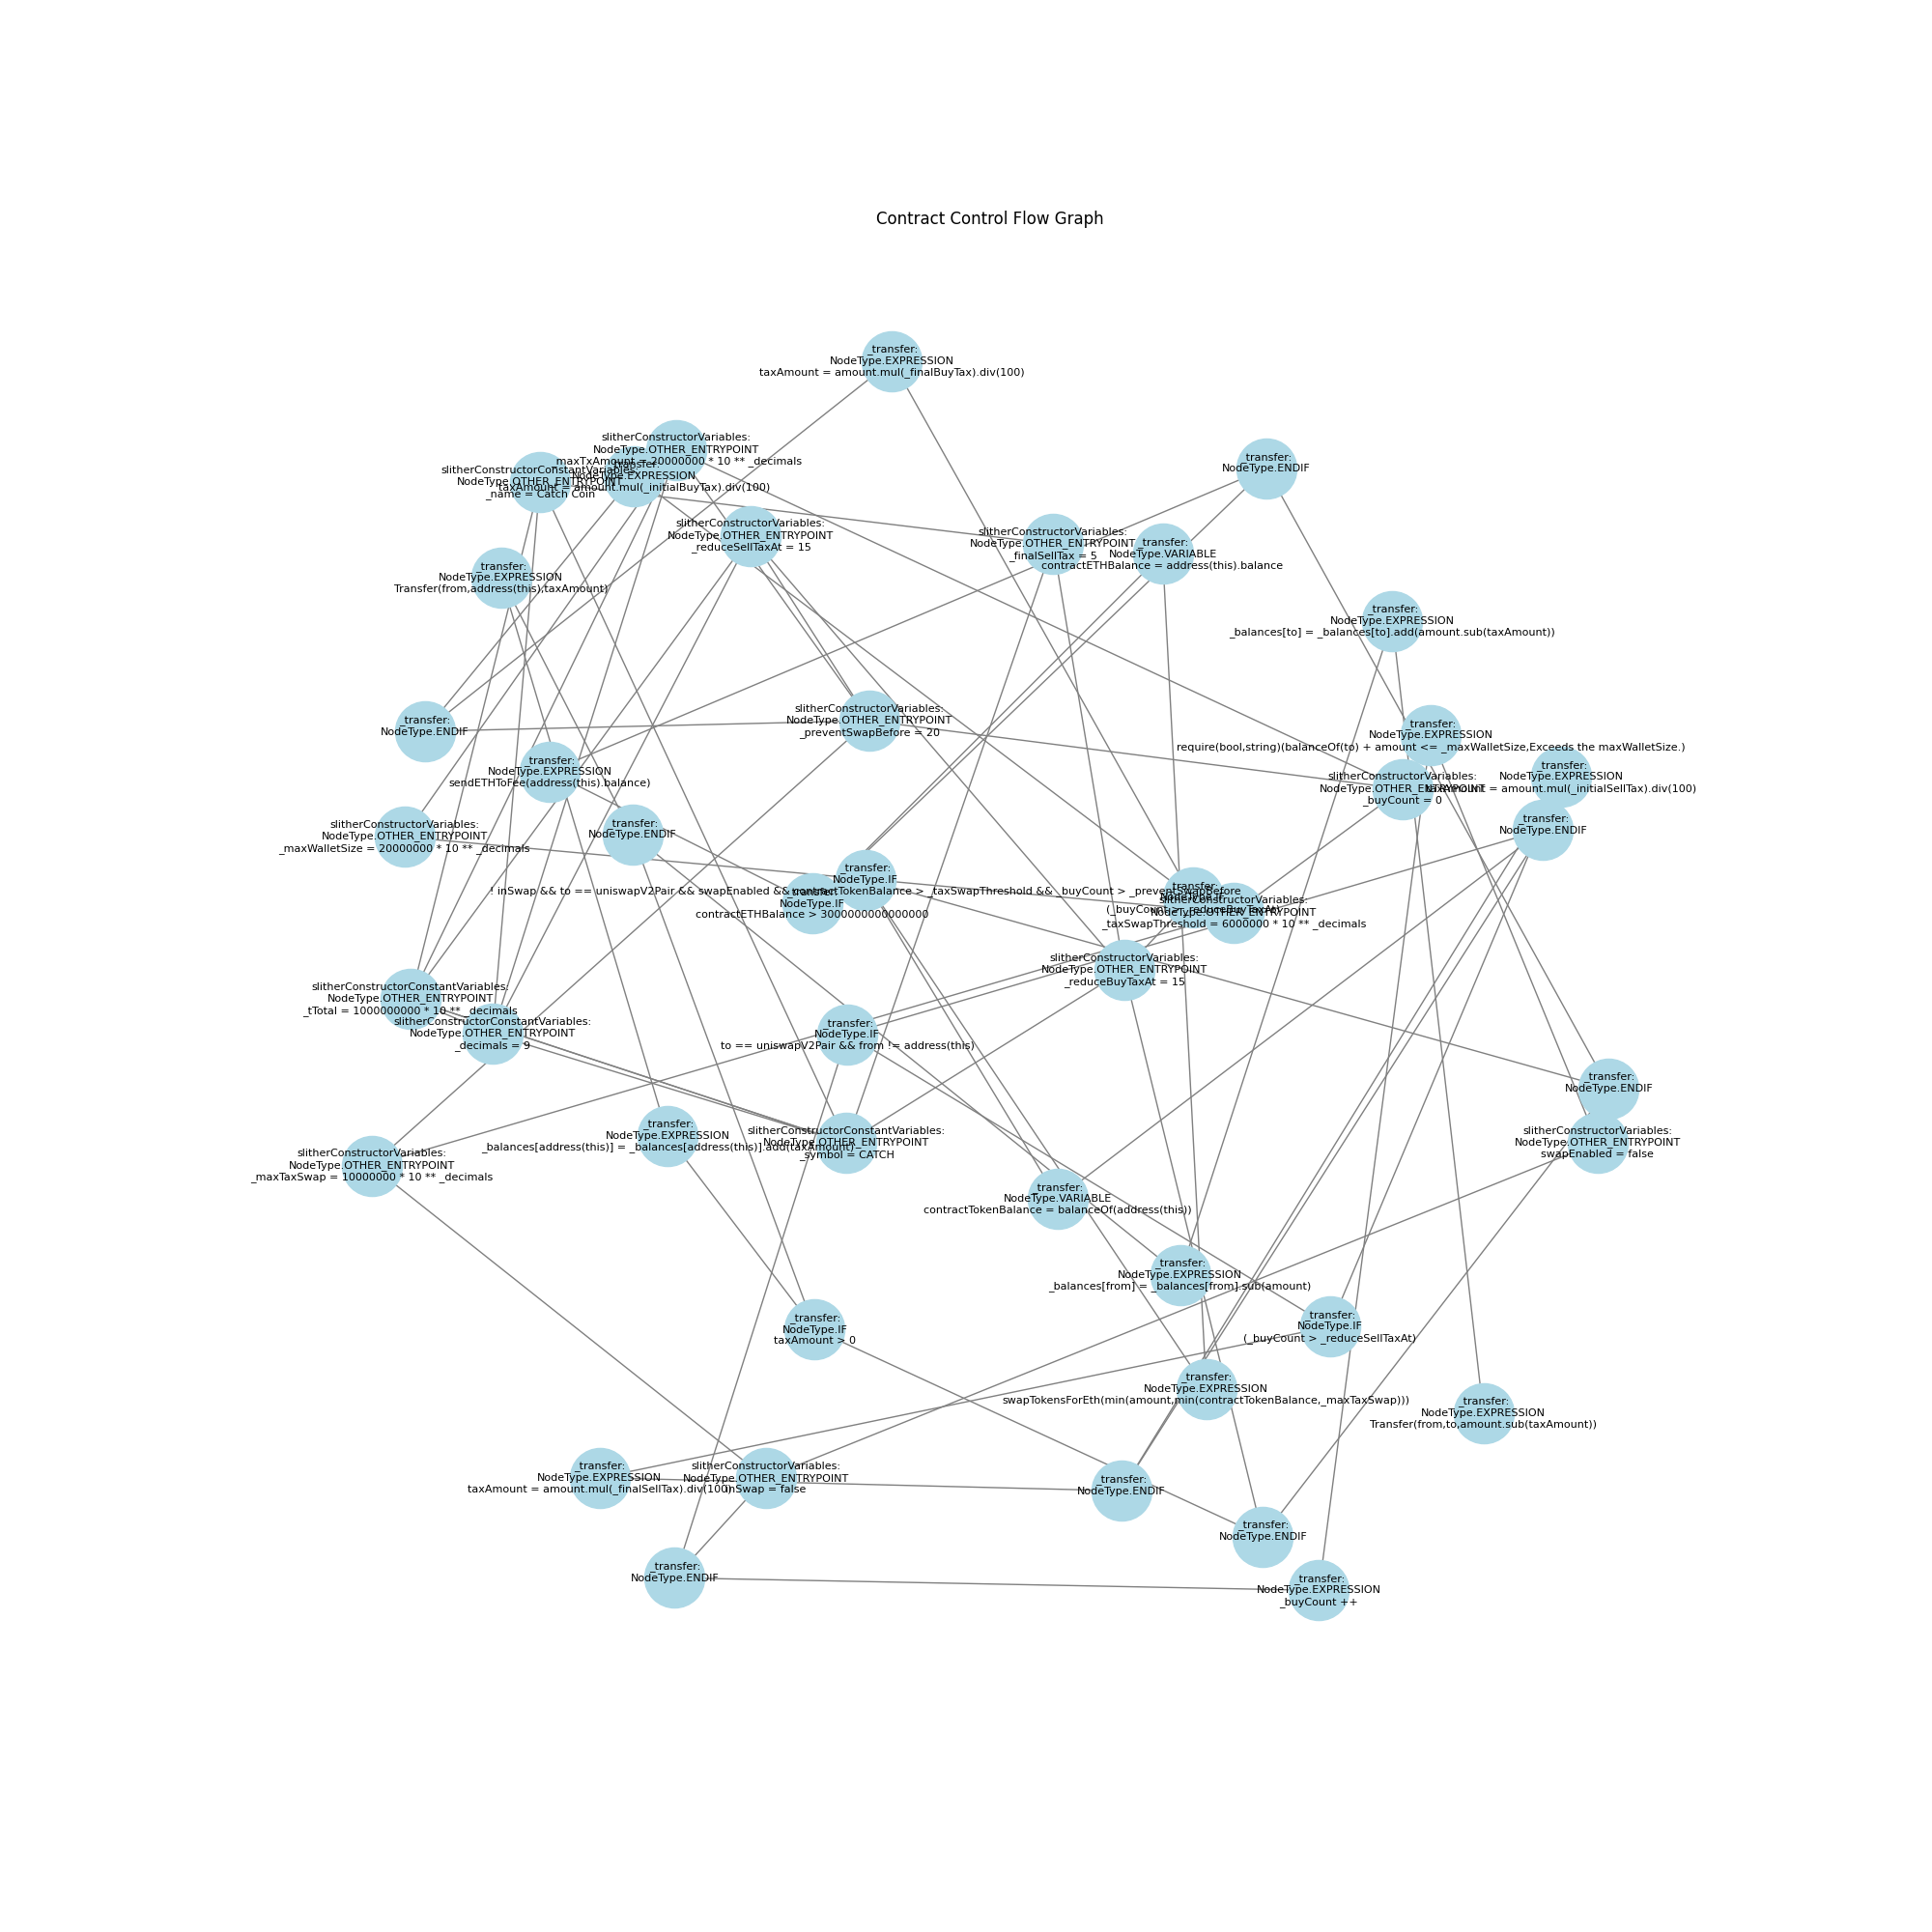 Contract Control Flow Graph
_transfer:
NodeType.EXPRESSION
taxAmount = amount.mul(_finalBuyTax).div(100)
slitherConstructorVariables:
NodeType.OTHER_ENTRYPOINT
_maxTxAmount = 20000000 * 10 ** _decimals
_transfer:
NodeType.ENDIF
slitherConstructorConstantVariables:
NodeType.OTHER_ENTRYPOINT
_name = Catch Coin
_transfer:
NodeType.EXPRESSION
taxAmount = amount.mul(_initialBuyTax).div(100)
slitherConstructorVariables:
NodeType.OTHER_ENTRYPOINT
_reduceSellTaxAt = 15
slitherConstructorVariables:
NodeType.OTHER_ENTRYPOINT
_finalSellTax = 5
_transfer:
NodeType.VARIABLE
contractETHBalance = address(this).balance
_transfer:
NodeType.EXPRESSION
Transfer(from,address(this),taxAmount)
_transfer:
NodeType.EXPRESSION
_balances[to] = _balances[to].add(amount.sub(taxAmount))
_transfer:
NodeType.ENDIF
slitherConstructorVariables:
NodeType.OTHER_ENTRYPOINT
_preventSwapBefore = 20
_transfer:
NodeType.EXPRESSION
require(bool,string)(balanceOf(to) + amount <= _maxWalletSize,Exceeds the maxWalletSize.)
_transfer:
NodeType.EXPRESSION
sendETHToFee(address(this).balance)
slitherConstructorVariables:
NodeType.OTHER_ENTRYPOINT
_buyCount = 0
_transfer:
NodeType.EXPRESSION
taxAmount = amount.mul(_initialSellTax).div(100)
slitherConstructorVariables:
NodeType.OTHER_ENTRYPOINT
_maxWalletSize = 20000000 * 10 ** _decimals
_transfer:
NodeType.ENDIF
_transfer:
NodeType.ENDIF
_transfer:
NodeType.IF
! inSwap && to == uniswapV2Pair && swapEnabled && contractTokenBalance > _taxSwapThreshold && _buyCount > _preventSwapBefore
_transfer:
NodeType.IF
contractETHBalance > 3000000000000000
_transfer:
NodeType.IF
(_buyCount > _reduceBuyTaxAt)
slitherConstructorVariables:
NodeType.OTHER_ENTRYPOINT
_taxSwapThreshold = 6000000 * 10 ** _decimals
slitherConstructorVariables:
NodeType.OTHER_ENTRYPOINT
_reduceBuyTaxAt = 15
slitherConstructorConstantVariables:
NodeType.OTHER_ENTRYPOINT
_tTotal = 1000000000 * 10 ** _decimals
slitherConstructorConstantVariables:
NodeType.OTHER_ENTRYPOINT
_decimals = 9
_transfer:
NodeType.IF
to == uniswapV2Pair && from != address(this)
_transfer:
NodeType.ENDIF
_transfer:
NodeType.EXPRESSION
_balances[address(this)] = _balances[address(this)].add(taxAmount)
slitherConstructorConstantVariables:
NodeType.OTHER_ENTRYPOINT
_symbol = CATCH
slitherConstructorVariables:
NodeType.OTHER_ENTRYPOINT
swapEnabled = false
slitherConstructorVariables:
NodeType.OTHER_ENTRYPOINT
_maxTaxSwap = 10000000 * 10 ** _decimals
_transfer:
NodeType.VARIABLE
contractTokenBalance = balanceOf(address(this))
_transfer:
NodeType.EXPRESSION
_balances[from] = _balances[from].sub(amount)
_transfer:
NodeType.IF
taxAmount > 0
_transfer:
NodeType.IF
(_buyCount > _reduceSellTaxAt)
_transfer:
NodeType.EXPRESSION
swapTokensForEth(min(amount,min(contractTokenBalance,_maxTaxSwap)))
_transfer:
NodeType.EXPRESSION
Transfer(from,to,amount.sub(taxAmount))
_transfer:
NodeType.EXPRESSION
taxAmount = amount.mul(_finalSellTax).div(100)
slitherConstructorVariables:
NodeType.OTHER_ENTRYPOINT
inSwap = false
_transfer:
NodeType.ENDIF
_transfer:
NodeType.ENDIF
_transfer:
NodeType.ENDIF
_transfer:
NodeType.EXPRESSION
_buyCount ++